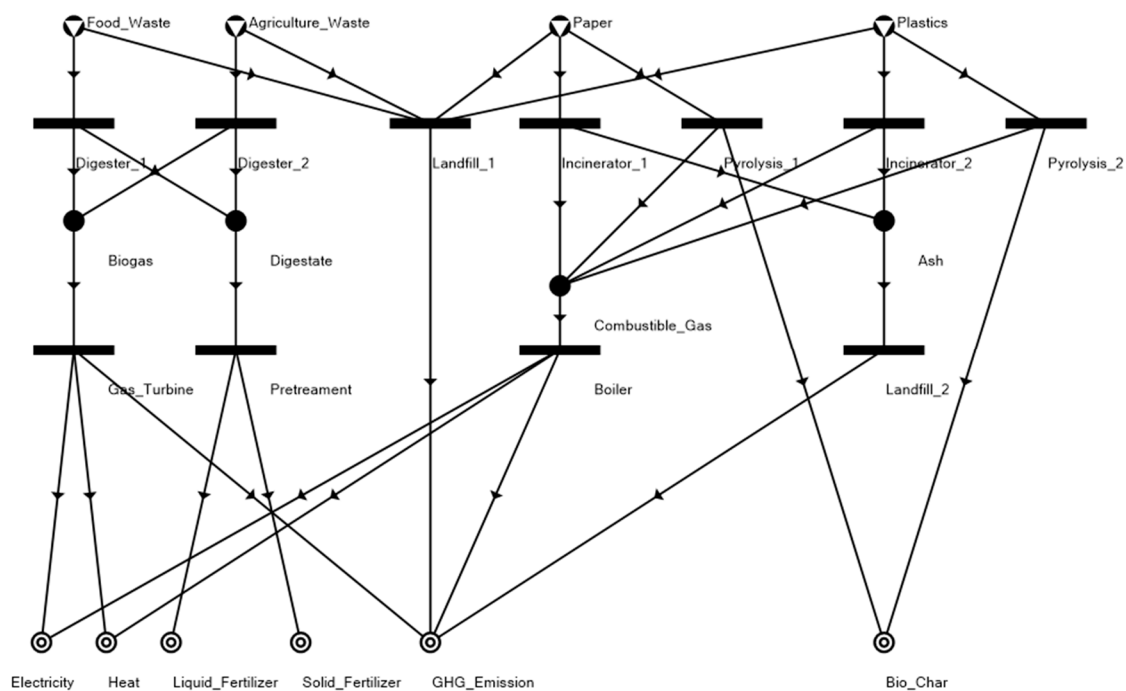 Food_Waste
Agriculture_Waste
Paper
Plastics
Digester_1
Digester_2
Landfill_1
Incinerator_1
Pyrolysis_1
Incinerator_2
Pyrolysis_2
Biogas
Digestate
Ash
Combustible_Gas
Gas_Turbine
Pretreament
Boiler
Landfill_2
Electricity
Heat
Liquid_Fertilizer
Solid_Fertilizer
GHG_Emission
Bio_Char